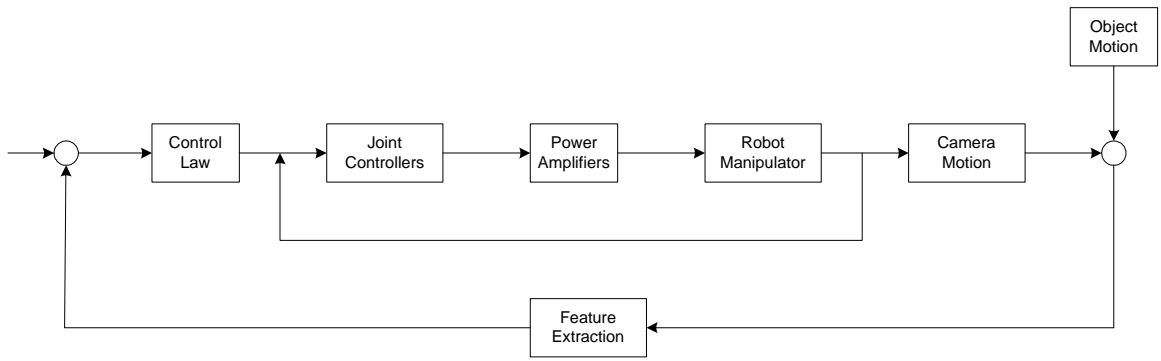 Object
Motion
Control
Law
Joint
Controllers
Power
Amplifiers
Robot
Manipulator
Camera
Motion
Feature
Extraction